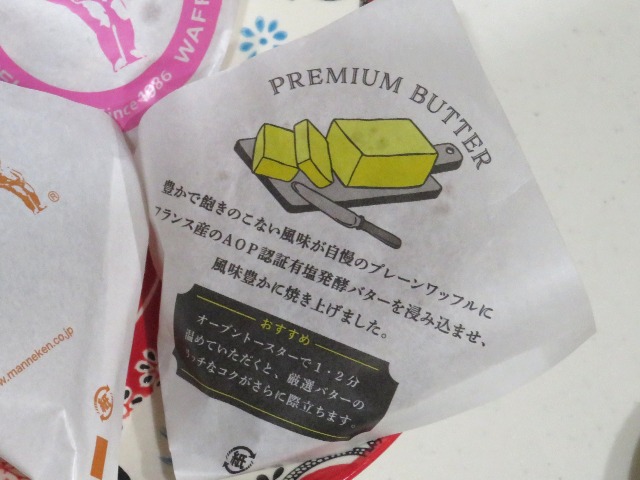 WAFF
since 1986
PREMIUM BUTTER
豊かで飽きのこない風味が自慢のプレーンワッフルに
フランス産のAOP認証有塩発酵バターを浸み込ませ、
風味豊かに焼き上げました。
おすすめ
オーブントースターで1・2分
温めていただくと、厳選バターの
リッチなコクがさらに際立ちます。
紙
®
www.manneken.co.jp
紙